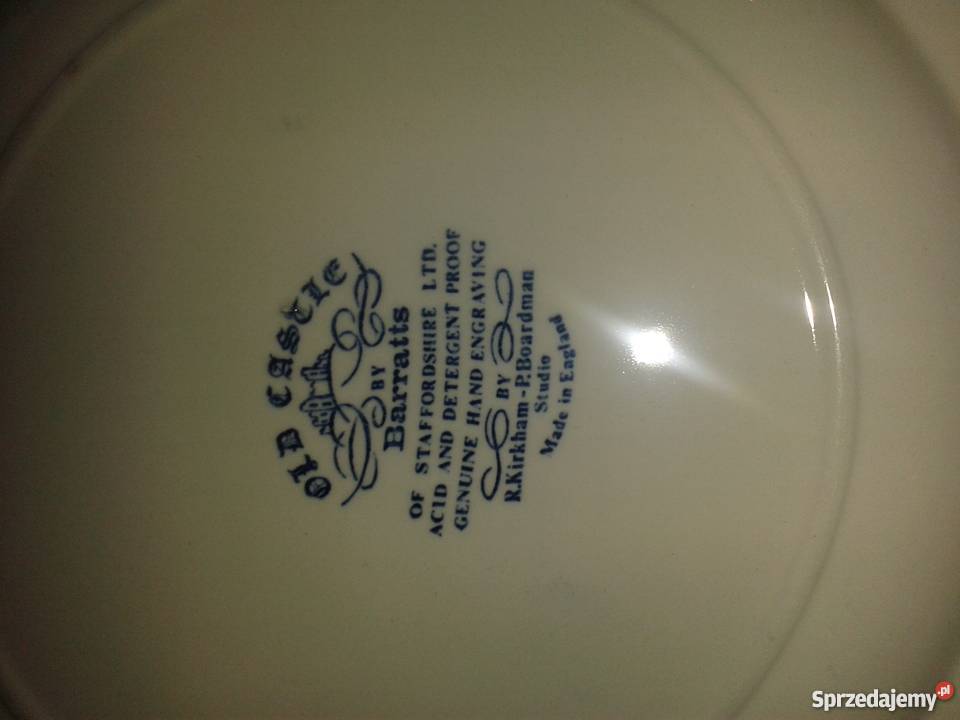 OLD CASTLE
BY
Barratts
OF STAFFORDSHIRE LTD.
ACID AND DETERGENT PROOF
GENUINE HAND ENGRAVING
BY
R.Kirkham-P.Boardman
Studio
Made in England
Sprzedajemy.pl